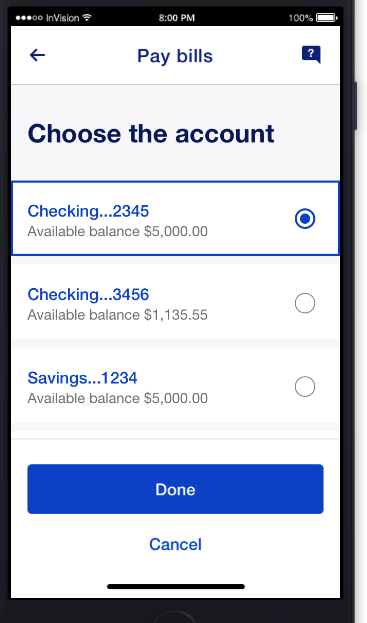 InVision
8:00 PM
100%
Pay bills
?
Choose the account
Checking...2345
Available balance $5,000.00
Checking...3456
Available balance $1,135.55
Savings...1234
Available balance $5,000.00
Done
Cancel